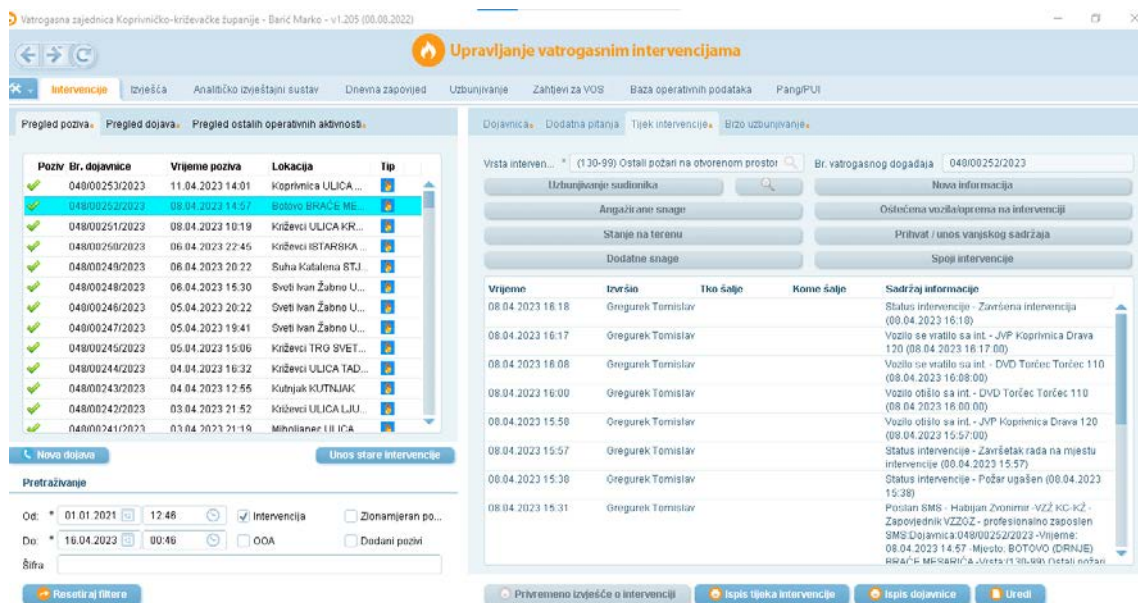 Vatrogasna zajednica Koprivničko-križevačke županije - Barić Marko - v1.205 (08.08.2022)
Upravljanje vatrogasnim intervencijama
Intervencije Izvješća Analitičko izvještajni sustav Dnevna zapovijed Uzbunjivanje Zahtjevi za VOS Baza operativnih podataka Pang/PUI
Pregled poziva Pregled dojava Pregled ostalih operativnih aktivnosti
Poziv Br. dojavnice Vrijeme poziva Lokacija Tip
048/00253/2023 11.04.2023 14:01 Koprivnica ULICA ...
048/00252/2023 08.04.2023 14:57 Botovo BRAĆE ME...
048/00251/2023 08.04.2023 10:19 Križevci ULICA KR...
048/00250/2023 06.04.2023 22:45 Križevci ISTARSKA ...
048/00249/2023 06.04.2023 20:22 Suha Katalena STJ...
048/00248/2023 06.04.2023 15:30 Sveti Ivan Žabno U...
048/00246/2023 05.04.2023 20:22 Sveti Ivan Žabno U...
048/00247/2023 05.04.2023 19:41 Sveti Ivan Žabno U...
048/00245/2023 05.04.2023 15:06 Križevci TRG SVET...
048/00244/2023 04.04.2023 16:32 Križevci ULICA TAD...
048/00243/2023 04.04.2023 12:55 Kutnjak KUTNJAK
048/00242/2023 03.04.2023 21:52 Križevci ULICA LJU...
048/00241/2023 03.04.2023 21:19 Miholjanec ULICA
Nova dojava Unos stare intervencije
Pretraživanje
Od: * 01.01.2021 12:46 Intervencija Zlonamjeran po...
Do: * 16.04.2023 00:46 OOA Dodani pozivi
Šifra
Resetiraj filtere
Dojavnica Dodatna pitanja Tijek intervencije Brzo uzbunjivanje
Vrsta interven... * (130-99) Ostali požari na otvorenom prostor Br. vatrogasnog događaja 048/00252/2023
Uzbunjivanje sudionika Nova informacija
Angažirane snage Oštećena vozila/oprema na intervenciji
Stanje na terenu Prihvat / unos vanjskog sadržaja
Dodatne snage Spoji intervencije
Vrijeme Izvršio Tko šalje Kome šalje Sadržaj informacije
08.04.2023 16:18 Gregurek Tomislav Status intervencije - Završena intervencija
(08.04.2023 16:18)
08.04.2023 16:17 Gregurek Tomislav Vozilo se vratilo sa int. - JVP Koprivnica Drava
120 (08.04.2023 16:17:00)
08.04.2023 16:08 Gregurek Tomislav Vozilo se vratilo sa int. - DVD Torčec Torčec 110
(08.04.2023 16:08:00)
08.04.2023 16:00 Gregurek Tomislav Vozilo otišlo sa int. - DVD Torčec Torčec 110
(08.04.2023 16:00:00)
08.04.2023 15:58 Gregurek Tomislav Vozilo otišlo sa int. - JVP Koprivnica Drava 120
(08.04.2023 15:57:00)
08.04.2023 15:57 Gregurek Tomislav Status intervencije - Završetak rada na mjestu
intervencije (08.04.2023 15:57)
08.04.2023 15:38 Gregurek Tomislav Status intervencije - Požar ugašen (08.04.2023
15:38)
08.04.2023 15:31 Gregurek Tomislav Poslan SMS - Habijan Zvonimir -VZŽ KC-KŽ -
Zapovjednik VZZGZ - profesionalno zaposlen
SMS:Dojavnica:048/00252/2023 -Vrijeme:
08.04.2023 14:57 -Mjesto: BOTOVO (DRNJE)
BRAĆE MESARIĆA -Vrsta:(130-99) Ostali požari
Privremeno izvješće o intervenciji Ispis tijeka intervencije Ispis dojavnice Uredi